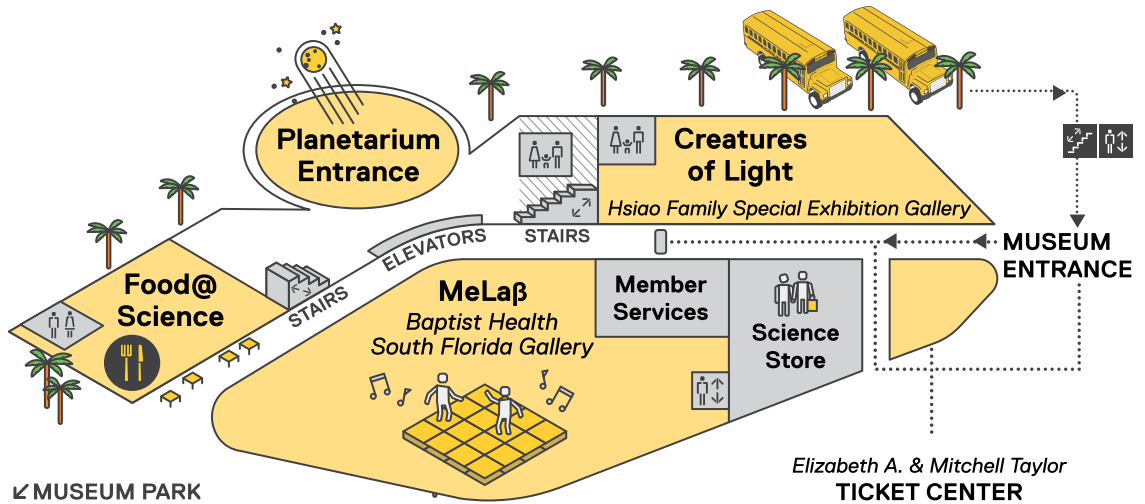 Planetarium
Entrance
Creatures
of Light
Hsiao Family Special Exhibition Gallery
STAIRS
ELEVATORS
MUSEUM
ENTRANCE
Food@
Science
STAIRS
MeLaβ
Baptist Health
South Florida Gallery
Member
Services
Science
Store
Elizabeth A. & Mitchell Taylor
TICKET CENTER
MUSEUM PARK